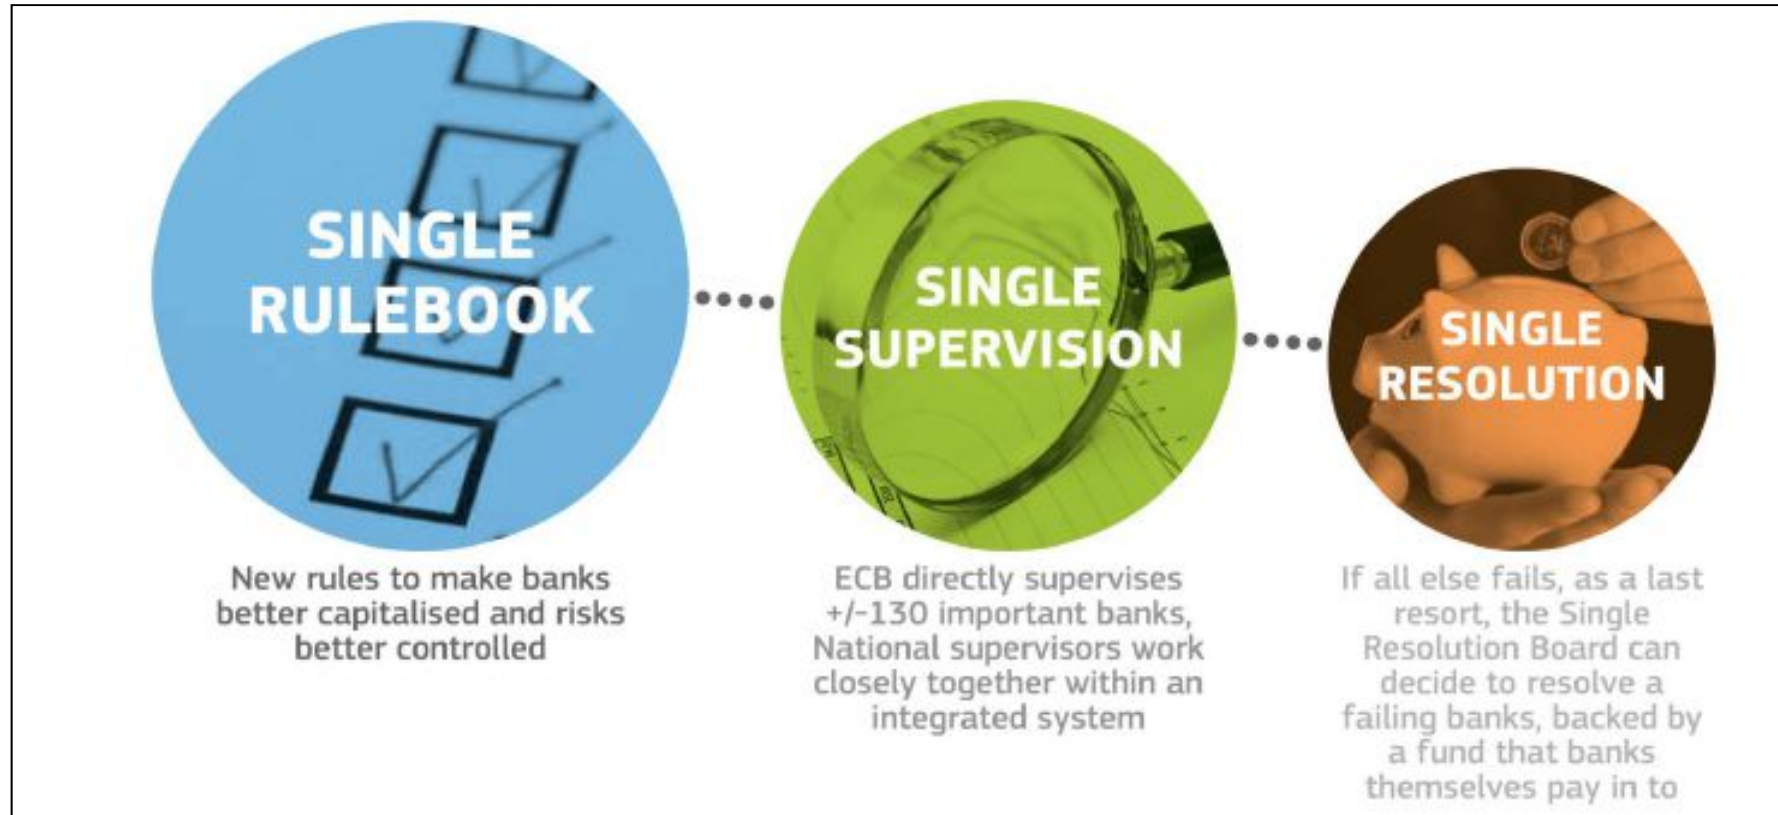 SINGLE
RULEBOOK
New rules to make banks
better capitalised and risks
better controlled
SINGLE
SUPERVISION
ECB directly supervises
+/-130 important banks,
National supervisors work
closely together within an
integrated system
SINGLE
RESOLUTION
If all else fails, as a last
resort, the Single
Resolution Board can
decide to resolve a
failing banks, backed by
a fund that banks
themselves pay in to